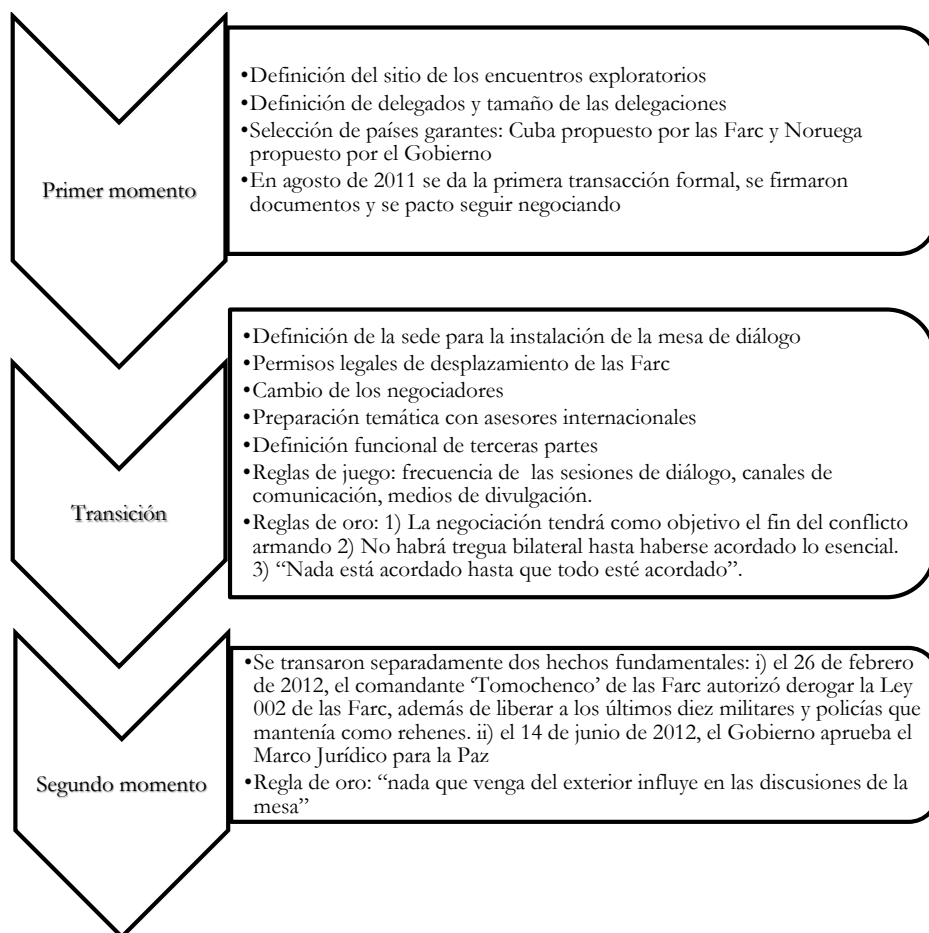 Primer momento
•Definición del sitio de los encuentros exploratorios
•Definición de delegados y tamaño de las delegaciones
•Selección de países garantes: Cuba propuesto por las Farc y Noruega
propuesto por el Gobierno
•En agosto de 2011 se da la primera transacción formal, se firmaron
documentos y se pacto seguir negociando
Transición
•Definición de la sede para la instalación de la mesa de diálogo
•Permisos legales de desplazamiento de las Farc
•Cambio de los negociadores
•Preparación temática con asesores internacionales
•Definición funcional de terceras partes
•Reglas de juego: frecuencia de las sesiones de diálogo, canales de
comunicación, medios de divulgación.
•Reglas de oro: 1) La negociación tendrá como objetivo el fin del conflicto
armando 2) No habrá tregua bilateral hasta haberse acordado lo esencial.
3) “Nada está acordado hasta que todo esté acordado”.
Segundo momento
•Se transaron separadamente dos hechos fundamentales: i) el 26 de febrero
de 2012, el comandante ‘Tomochenco’ de las Farc autorizó derogar la Ley
002 de las Farc, además de liberar a los últimos diez militares y policías que
mantenía como rehenes. ii) el 14 de junio de 2012, el Gobierno aprueba el
Marco Jurídico para la Paz
•Regla de oro: “nada que venga del exterior influye en las discusiones de la
mesa”